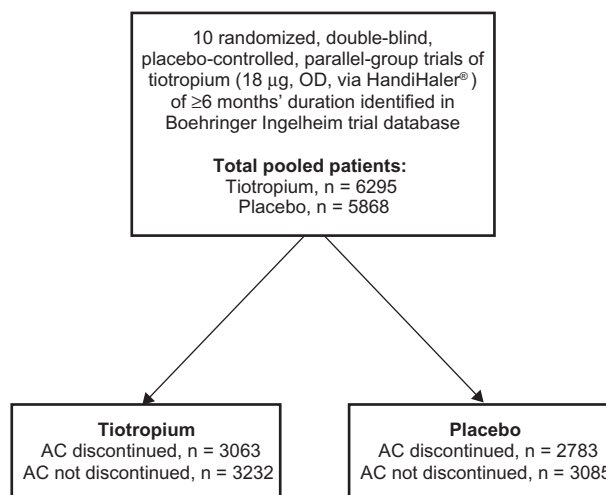 10 randomized, double-blind,
placebo-controlled, parallel-group trials of
tiotropium (18 μg, OD, via HandiHaler®)
of ≥6 months’ duration identified in
Boehringer Ingelheim trial database
Total pooled patients:
Tiotropium, n = 6295
Placebo, n = 5868
Tiotropium
AC discontinued, n = 3063
AC not discontinued, n = 3232
Placebo
AC discontinued, n = 2783
AC not discontinued, n = 3085